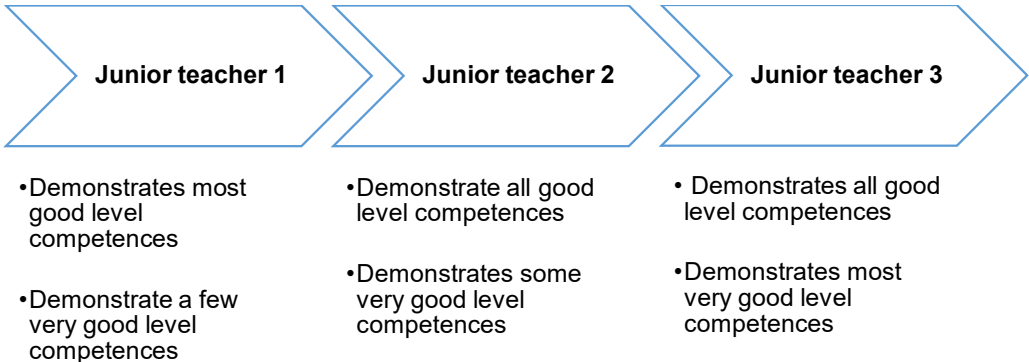 Junior teacher 1
Junior teacher 2
Junior teacher 3
•Demonstrates most
good level
competences
•Demonstrate a few
very good level
competences
•Demonstrate all good
level competences
•Demonstrates some
very good level
competences
• Demonstrates all good
level competences
•Demonstrates most
very good level
competences